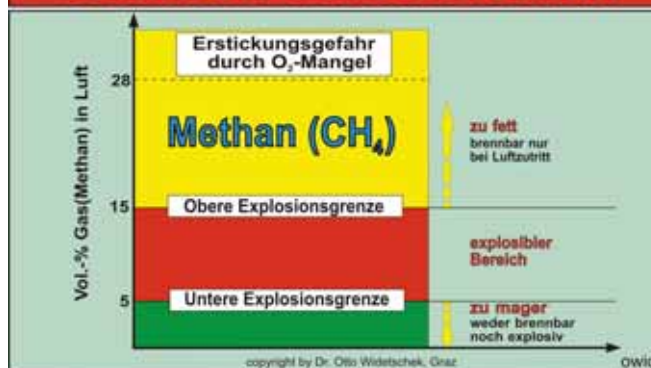 Erstickungsgefahr
durch O₂-Mangel
28
Vol.-% Gas(Methan) in Luft
Methan (CH₄)
zu fett
brennbar nur
bei Luftzutritt
15
Obere Explosionsgrenze
explosibler
Bereich
5
Untere Explosionsgrenze
zu mager
weder brennbar
noch explosiv
copyright by Dr. Otto Widetschek, Graz
owid